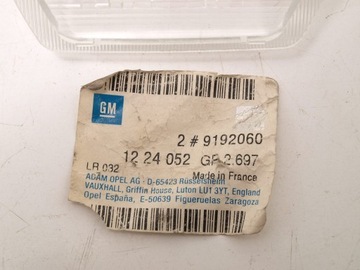 GM
2 # 9192060
12 24 052 GF 2.697
LR 032
Made in France
ADAM OPEL AG - D-65423 Rüsselsheim
VAUXHALL, Griffin House, Luton LU1 3YT, England
Opel España, E-50639 Figueruelas Zaragoza